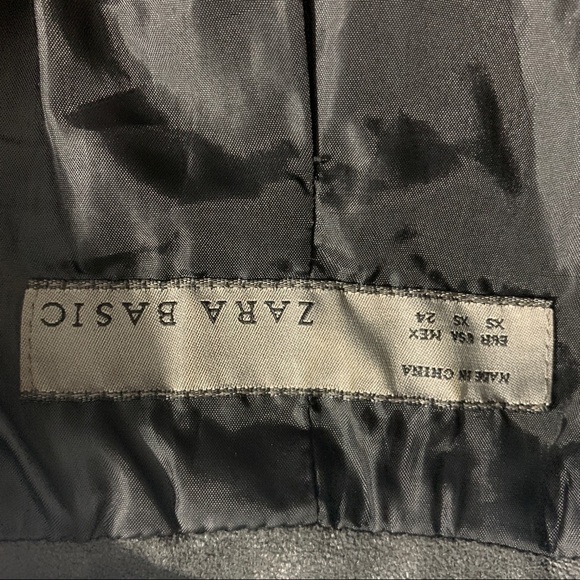 ZARA BASIC
MADE IN CHINA
EUR USA MEX
XS XS 24